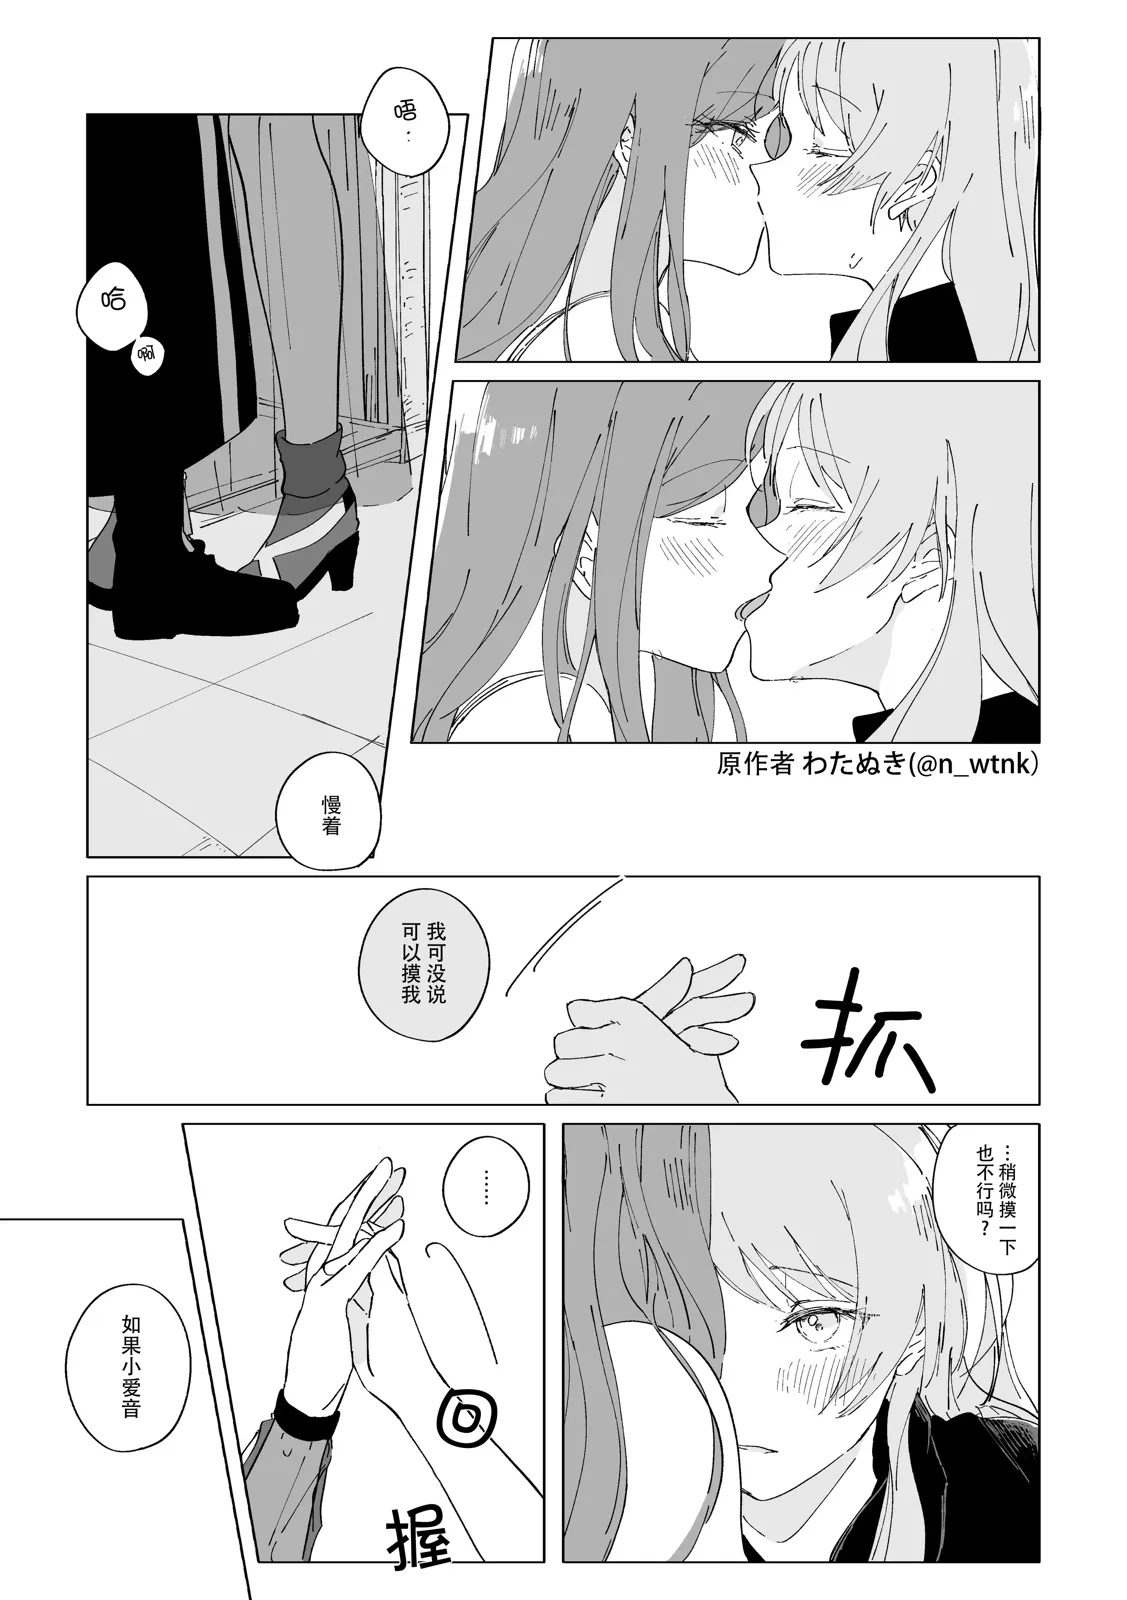 唔…
哈
啊
原作者 わたぬき(@n_wtnk)
慢着
我可没说
可以摸我
抓
…稍微摸一下
也不行吗？
……
回
握
如果小爱音